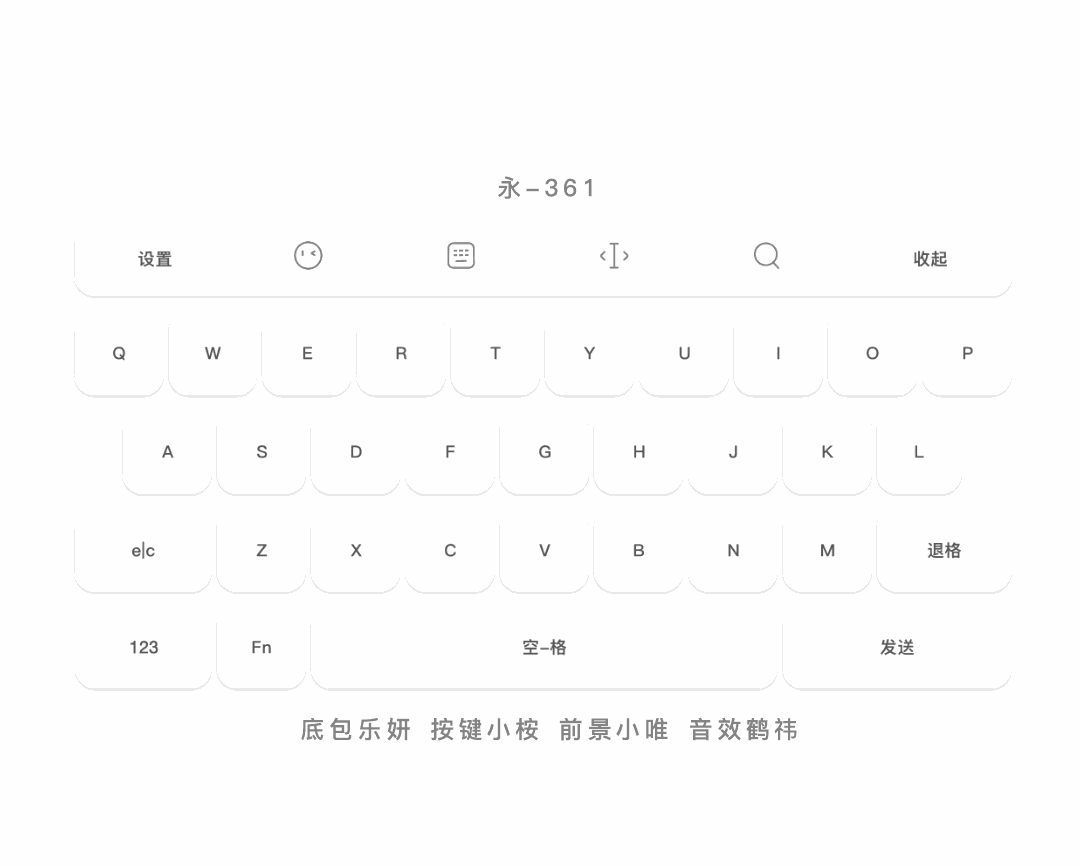 永-361
设置 收起
Q W E R T Y U I O P
A S D F G H J K L
e|c Z X C V B N M 退格
123 Fn 空-格 发送
底包乐妍 按键小桉 前景小唯 音效鹤祎